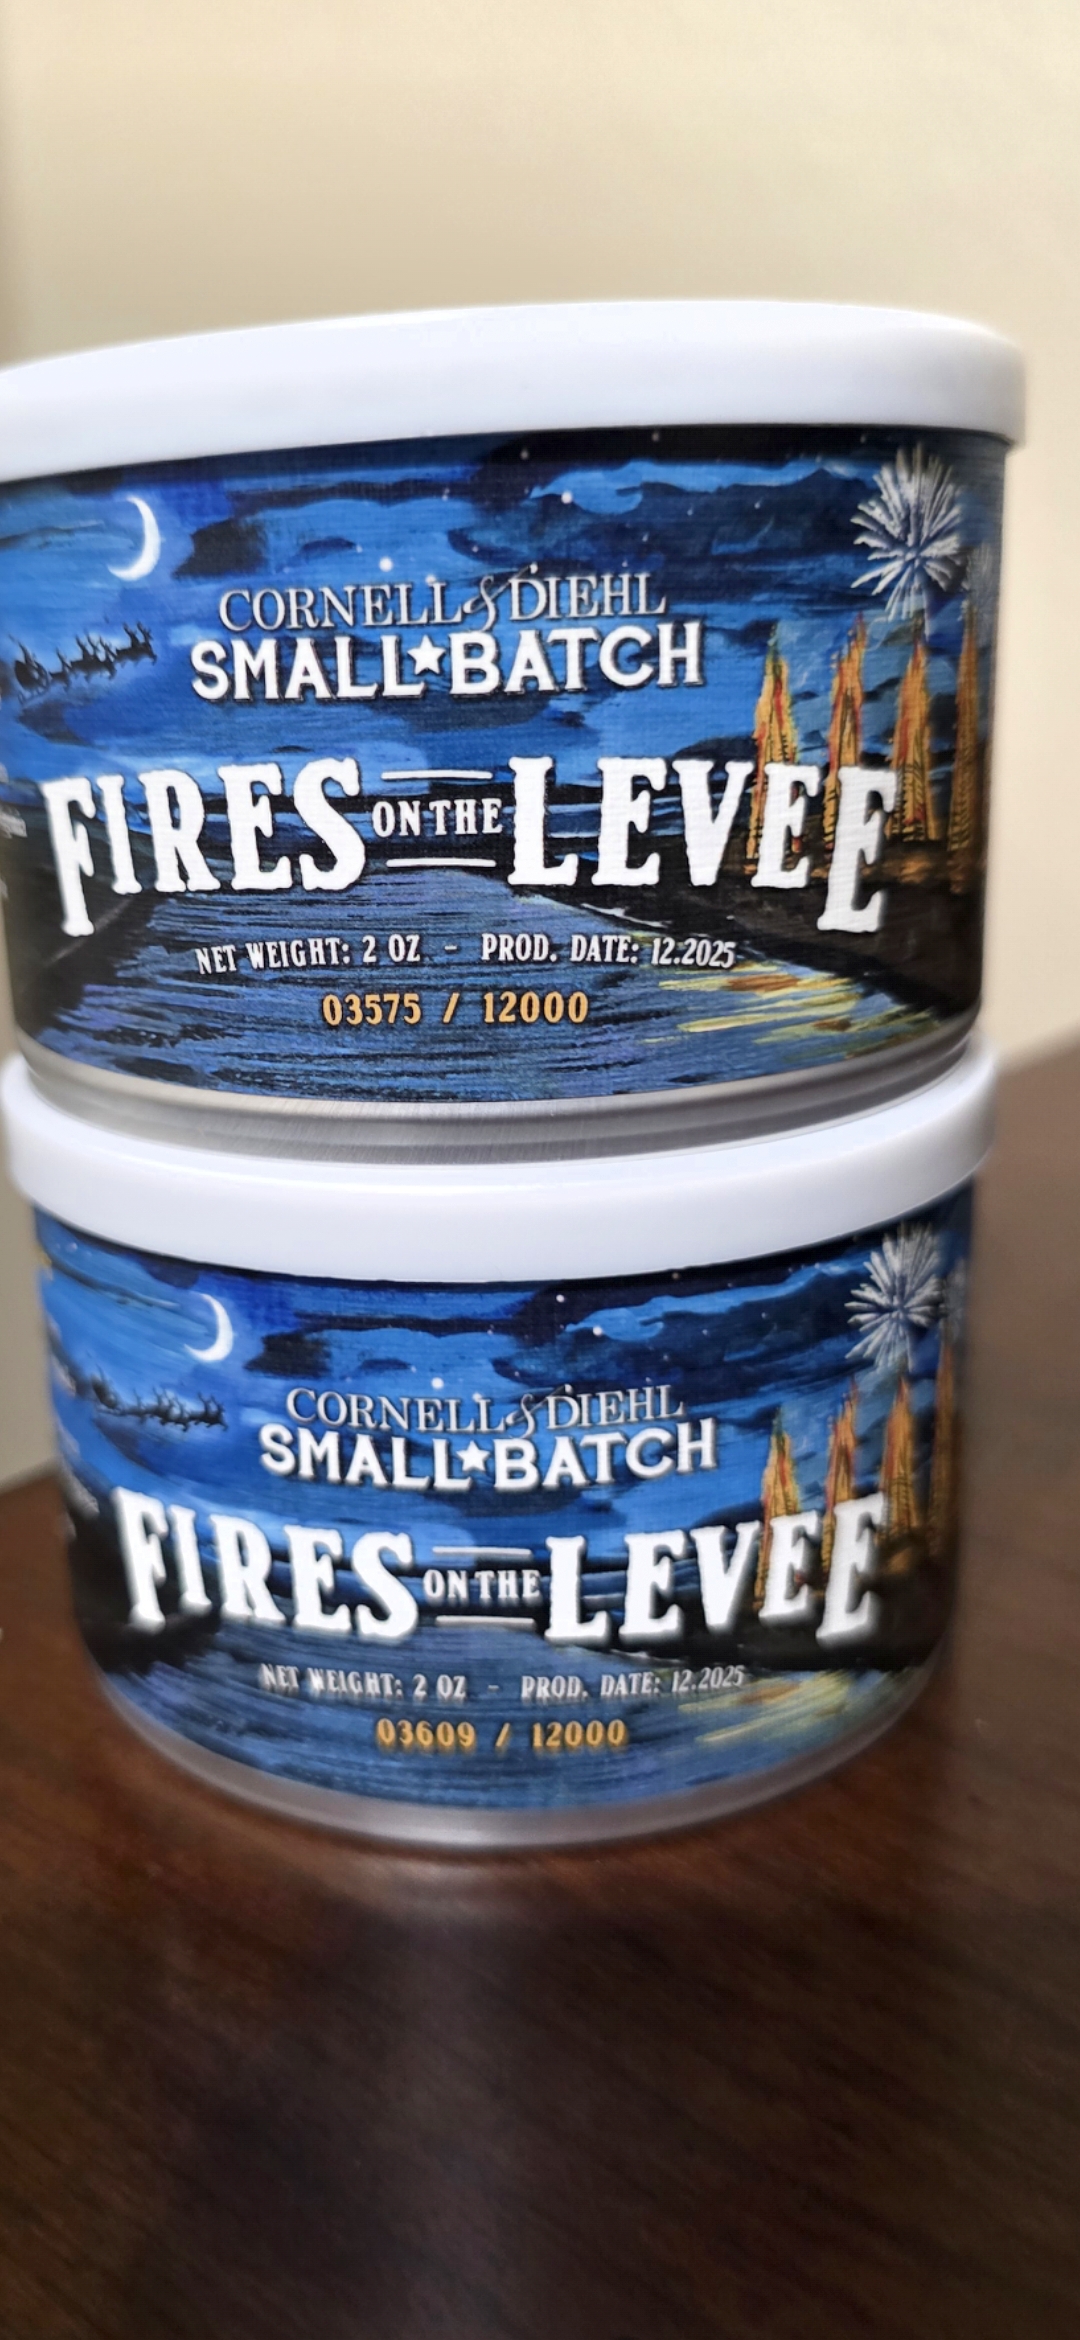 CORNELL & DIEHL
SMALL★BATCH
FIRES ON THE LEVEE
NET WEIGHT: 2 OZ - PROD. DATE: 12.2025
03575 / 12000
CORNELL & DIEHL
SMALL★BATCH
FIRES ON THE LEVEE
NET WEIGHT: 2 OZ - PROD. DATE: 12.2025
03609 / 12000